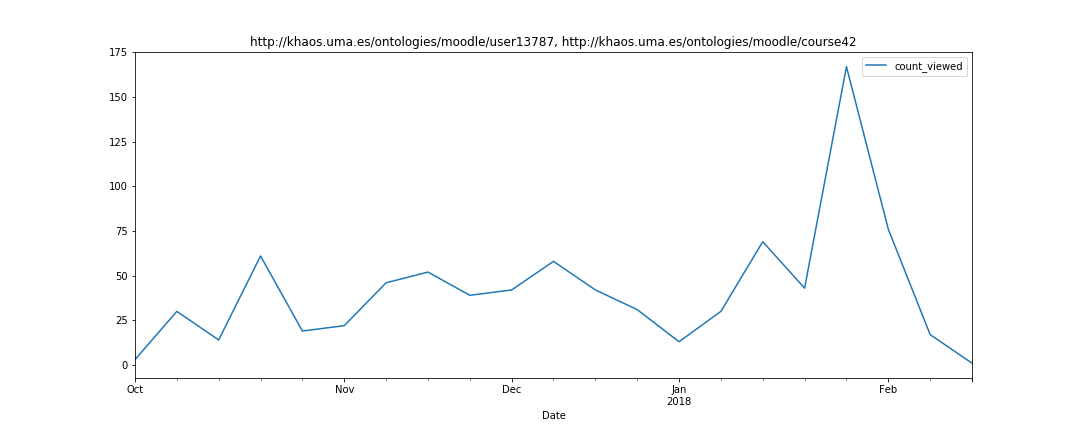 http://khaos.uma.es/ontologies/moodle/user13787, http://khaos.uma.es/ontologies/moodle/course42
count_viewed
175
150
125
100
75
50
25
0
Oct Nov Dec Jan Feb
2018
Date